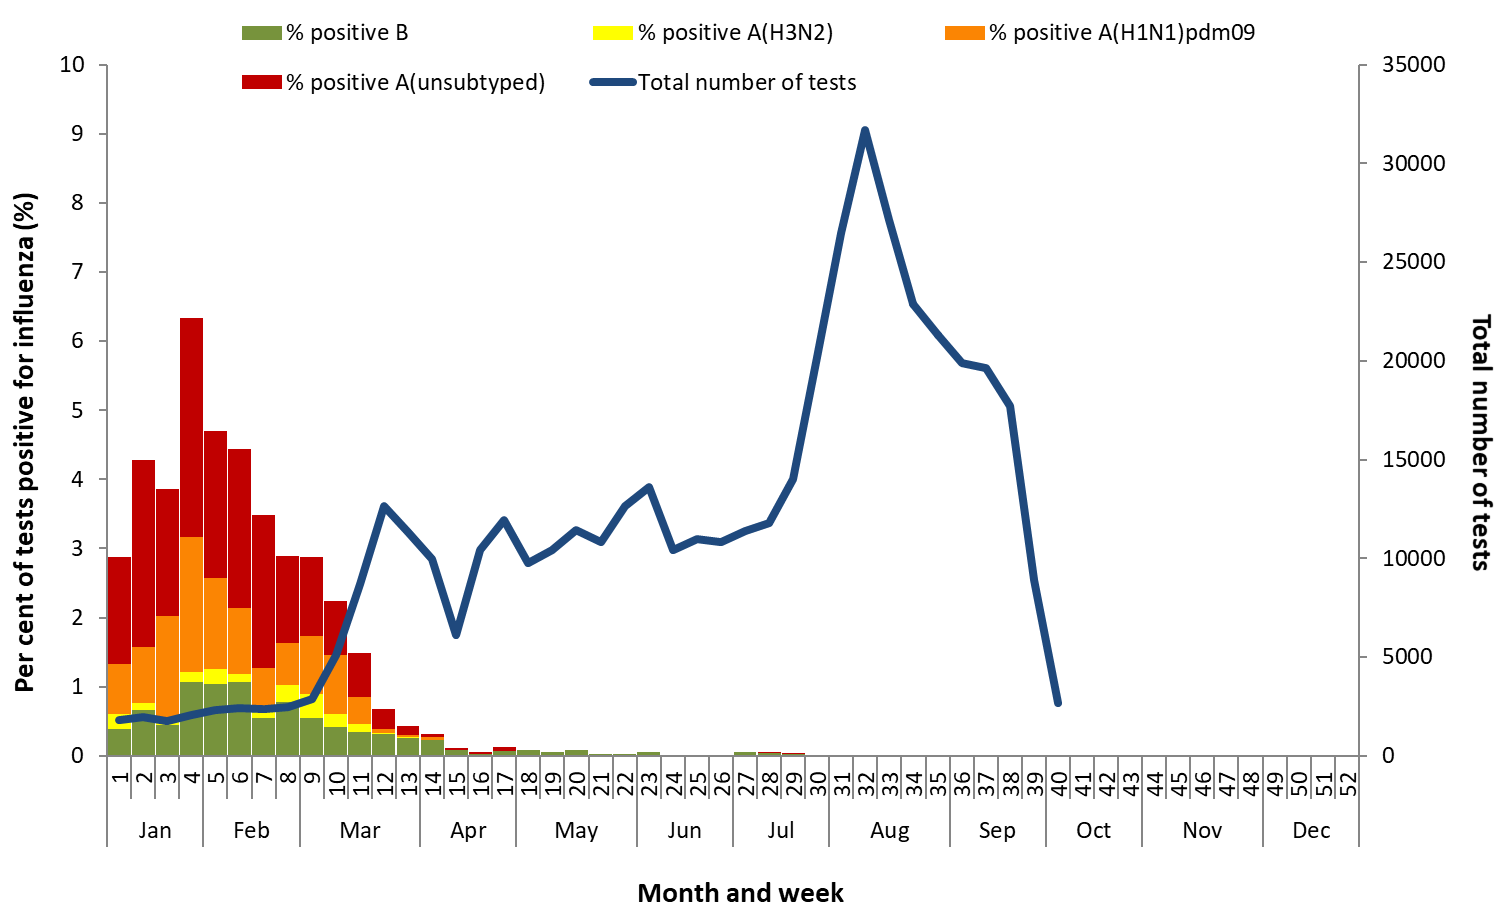 % positive B % positive A(H3N2) % positive A(H1N1)pdm09
% positive A(unsubtyped) Total number of tests
Per cent of tests positive for influenza (%)
10
9
8
7
6
5
4
3
2
1
0
35000
30000
25000
20000
15000
10000
5000
0
Total number of tests
1 2 3 4 5 6 7 8 9 10 11 12 13 14 15 16 17 18 19 20 21 22 23 24 25 26 27 28 29 30 31 32 33 34 35 36 37 38 39 40 41 42 43 44 45 46 47 48 49 50 51 52
Jan Feb Mar Apr May Jun Jul Aug Sep Oct Nov Dec
Month and week